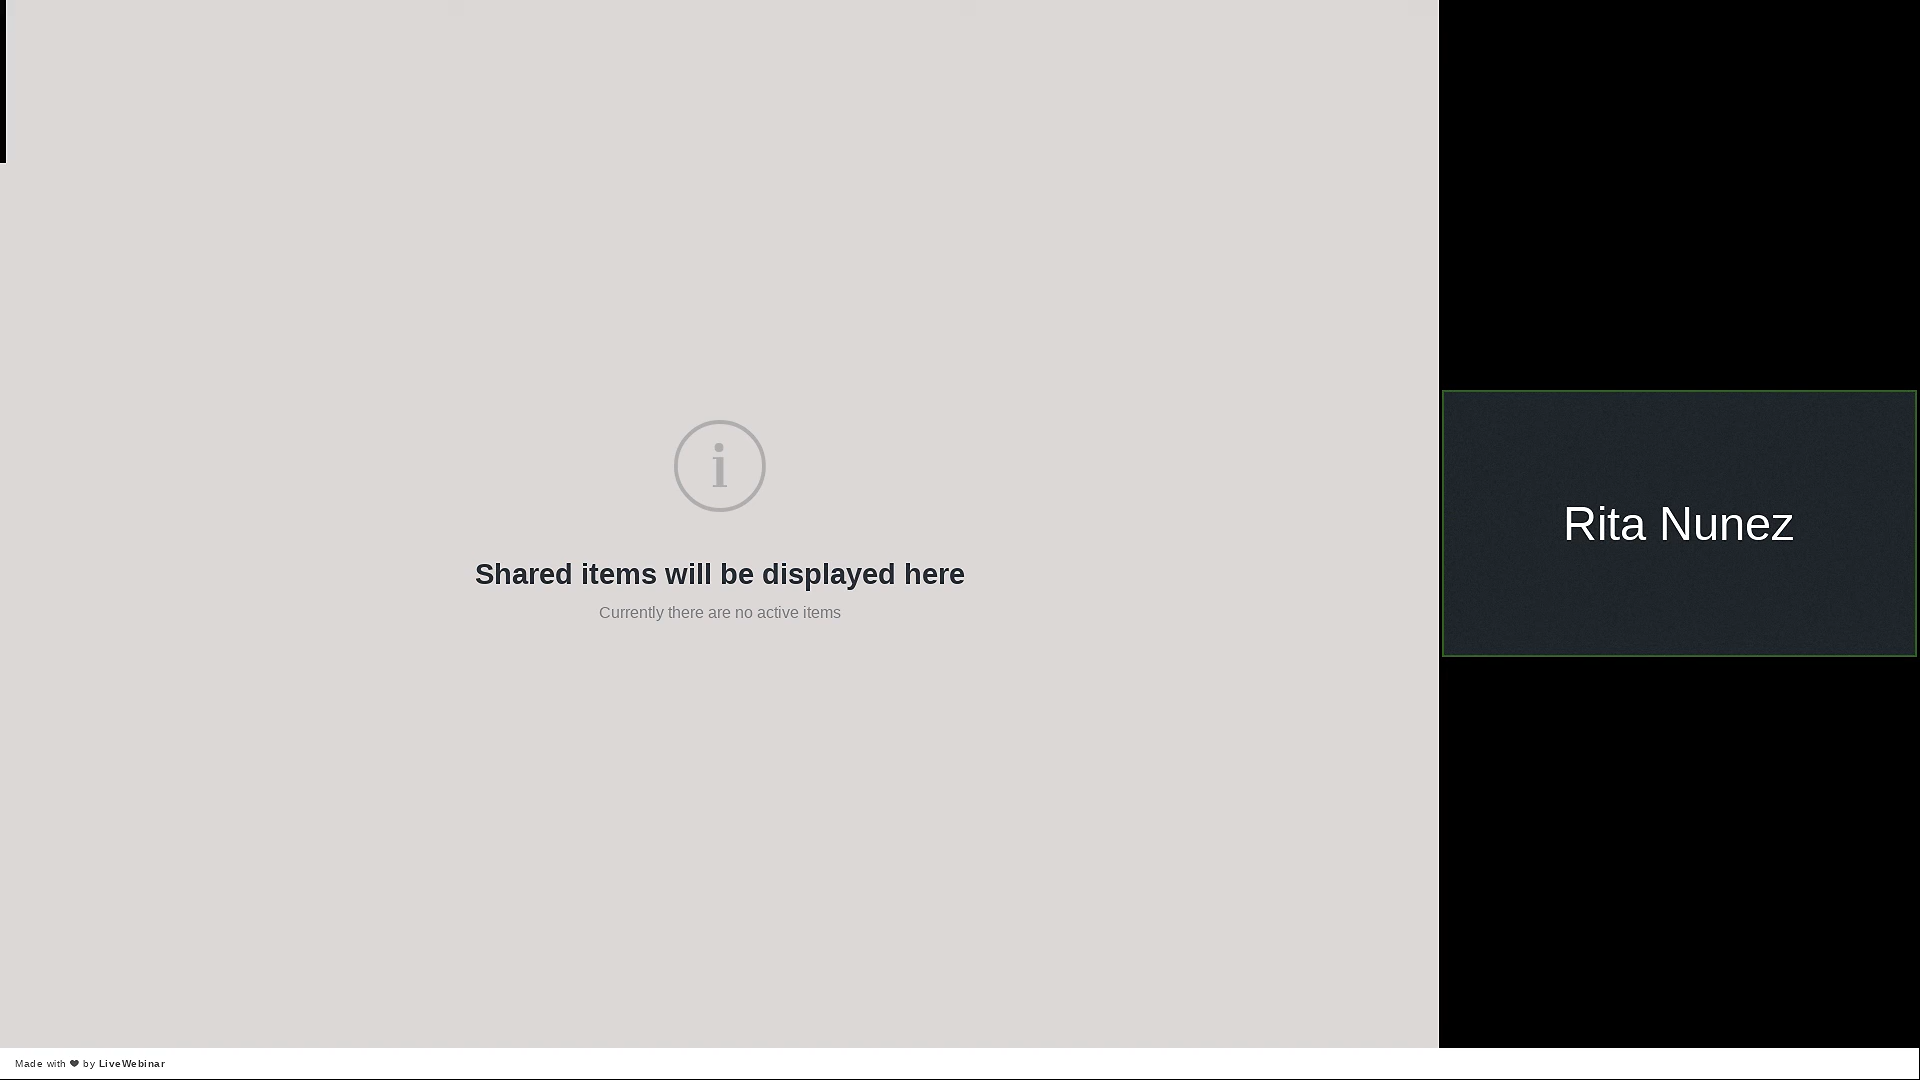 Shared items will be displayed here
Currently there are no active items
Rita Nunez
Made with ❤ by LiveWebinar